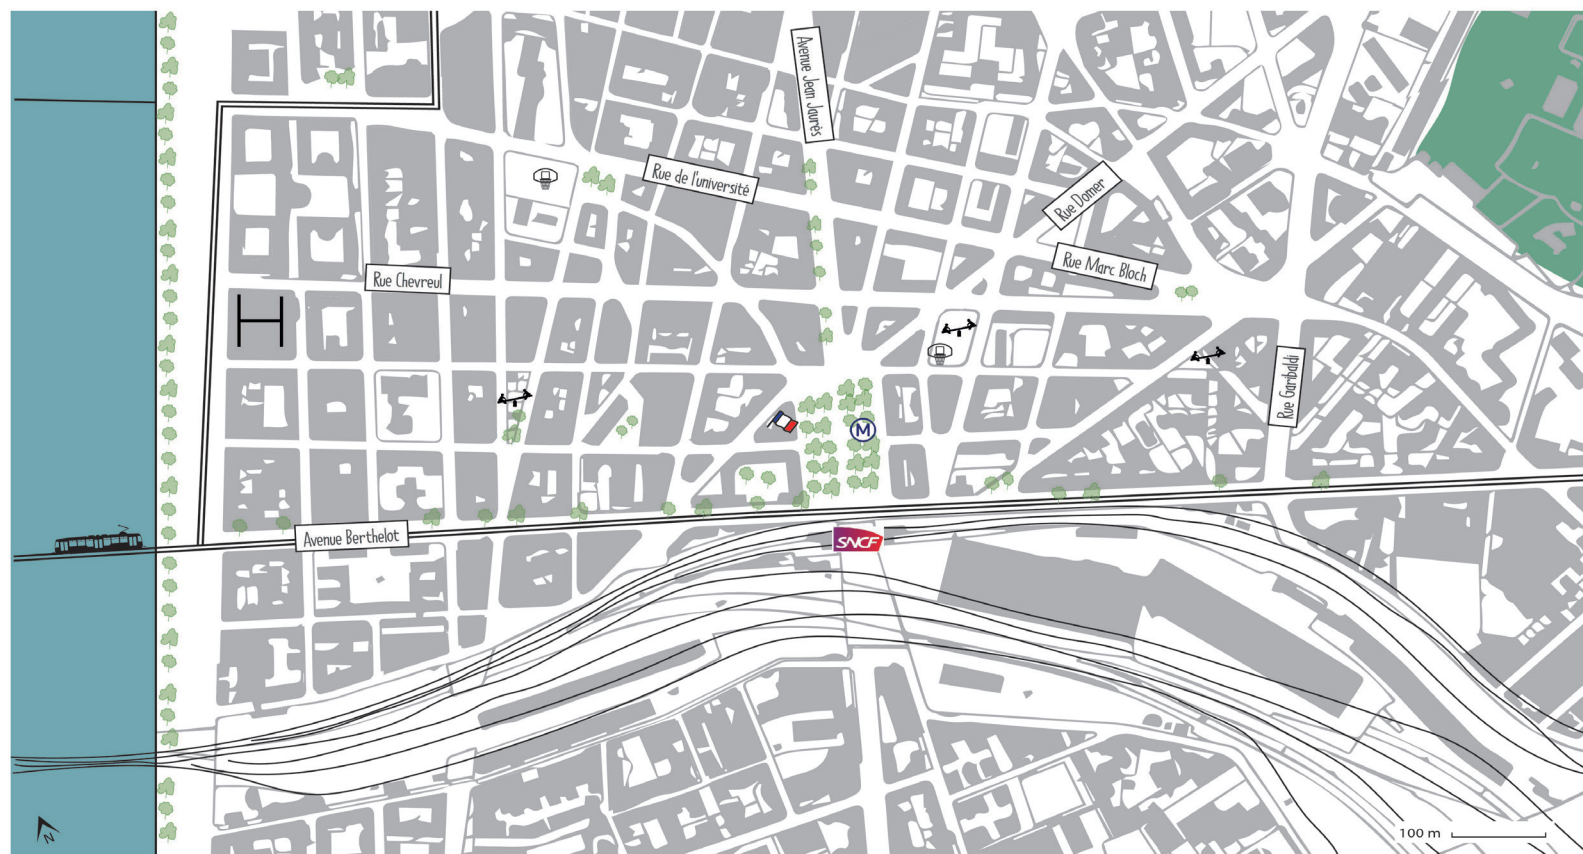 Avenue Jean Jaurès
Rue de l'université
Rue Domer
Rue Marc Bloch
Rue Chevreul
H
Rue Garibaldi
M
Avenue Berthelot
SNCF
N
100 m